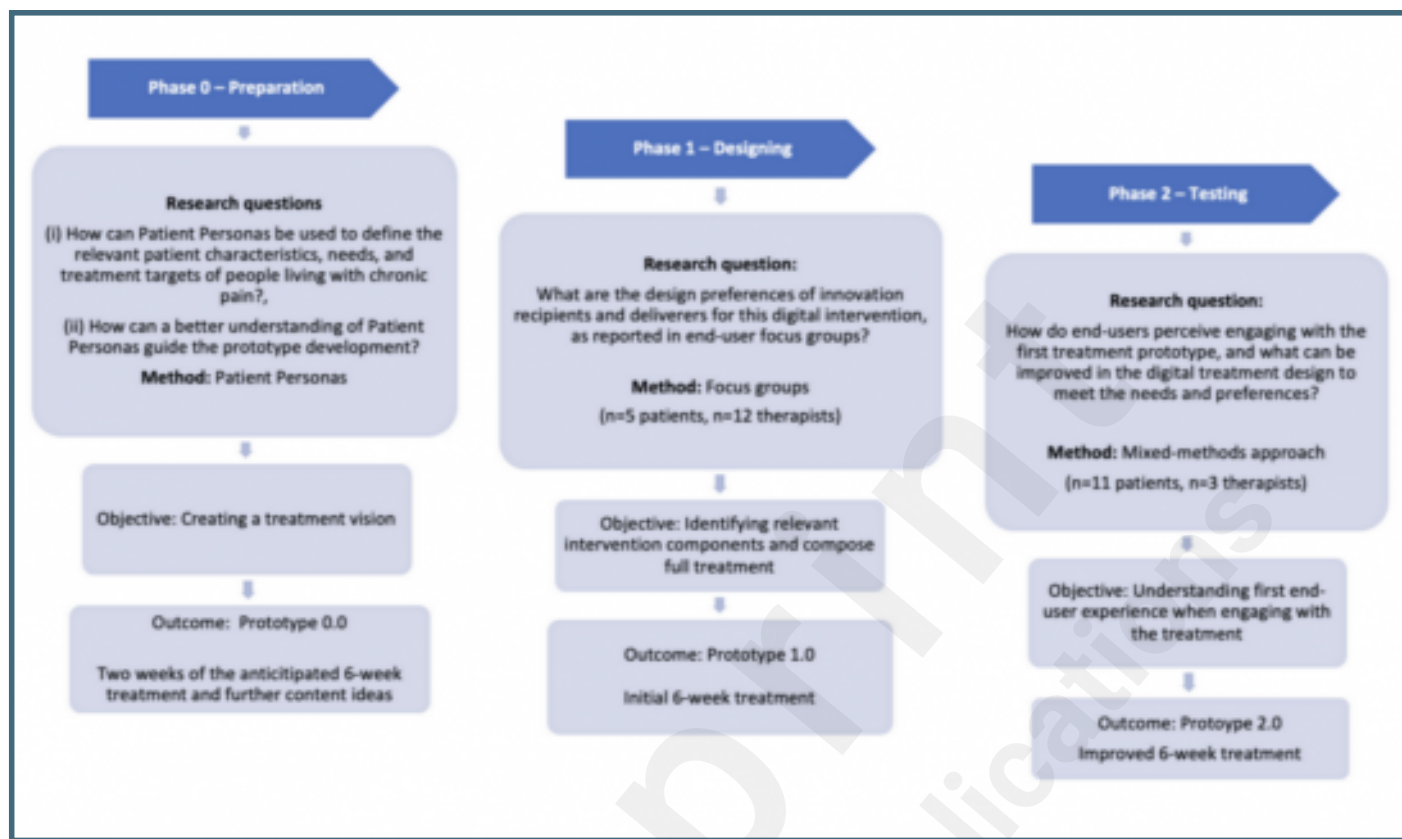 Phase 0 – Preparation
Research questions
(i) How can Patient Personas be used to define the
relevant patient characteristics, needs, and
treatment targets of people living with chronic
pain?,
(ii) How can a better understanding of Patient
Personas guide the prototype development?
Method: Patient Personas
Objective: Creating a treatment vision
Outcome: Prototype 0.0
Two weeks of the anticitipated 6-week
treatment and further content ideas
Phase 1 – Designing
Research question:
What are the design preferences of innovation
recipients and deliverers for this digital intervention,
as reported in end-user focus groups?
Method: Focus groups
(n=5 patients, n=12 therapists)
Objective: Identifying relevant
intervention components and compose
full treatment
Outcome: Prototype 1.0
Initial 6-week treatment
Phase 2 – Testing
Research question:
How do end-users perceive engaging with the
first treatment prototype, and what can be
improved in the digital treatment design to
meet the needs and preferences?
Method: Mixed-methods approach
(n=11 patients, n=3 therapists)
Objective: Understanding first end-
user experience when engaging with
the treatment
Outcome: Protoype 2.0
Improved 6-week treatment
print
lications